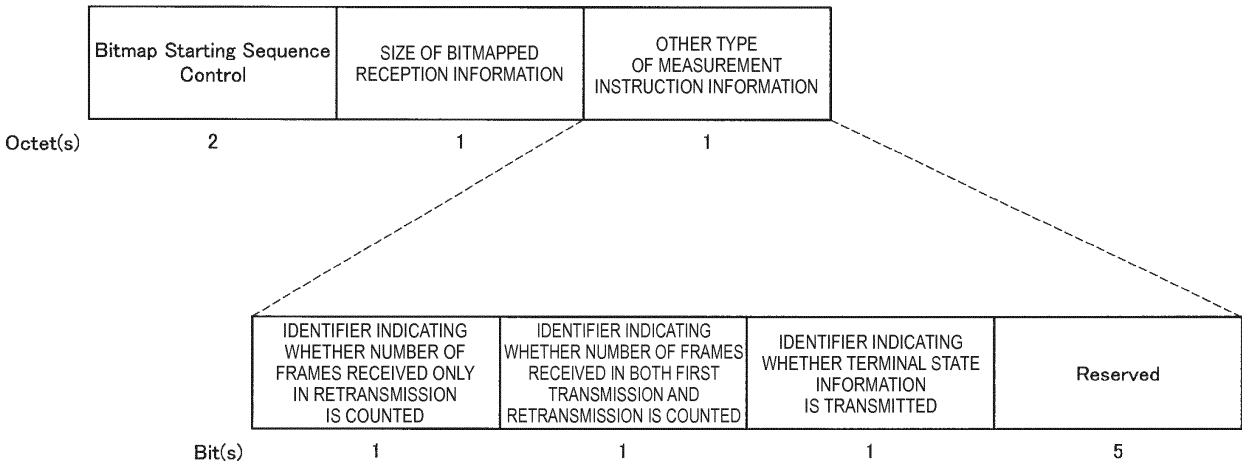 Bitmap Starting Sequence
Control
SIZE OF BITMAPPED
RECEPTION INFORMATION
OTHER TYPE
OF MEASUREMENT
INSTRUCTION INFORMATION
Octet(s)
2
1
1
IDENTIFIER INDICATING
WHETHER NUMBER OF
FRAMES RECEIVED ONLY
IN RETRANSMISSION
IS COUNTED
IDENTIFIER INDICATING
WHETHER NUMBER OF FRAMES
RECEIVED IN BOTH FIRST
TRANSMISSION AND
RETRANSMISSION IS COUNTED
IDENTIFIER INDICATING
WHETHER TERMINAL STATE
INFORMATION
IS TRANSMITTED
Reserved
Bit(s)
1
1
1
5